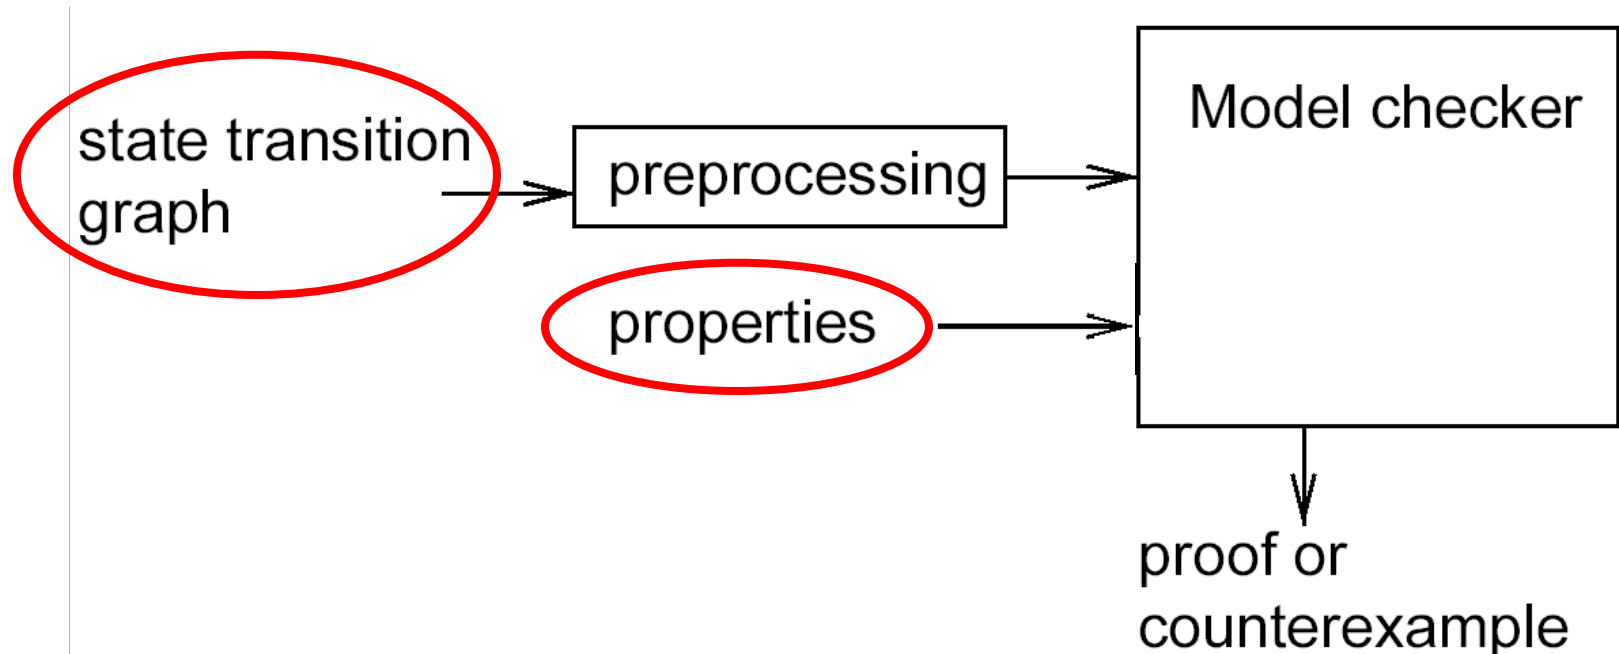 state transition
graph
preprocessing
properties
Model checker
proof or
counterexample